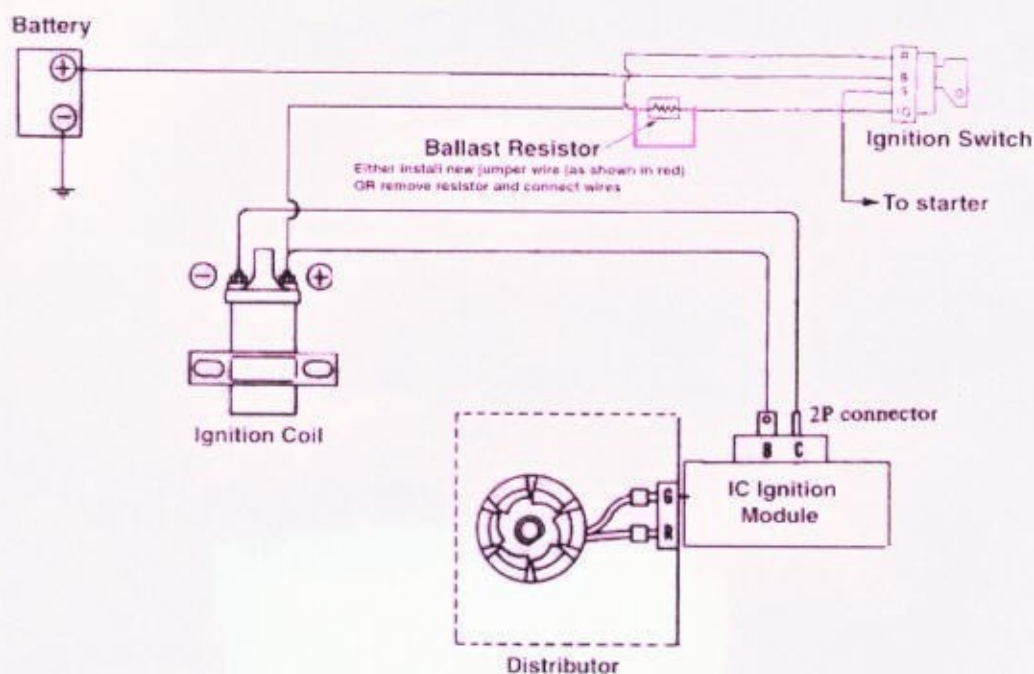 Battery
+
−
Ignition Switch
Ballast Resistor
Either install new jumper wire (as shown in red)
OR remove resistor and connect wires
To starter
−
+
Ignition Coil
2P connector
B C
IC Ignition
Module
G
R
Distributor